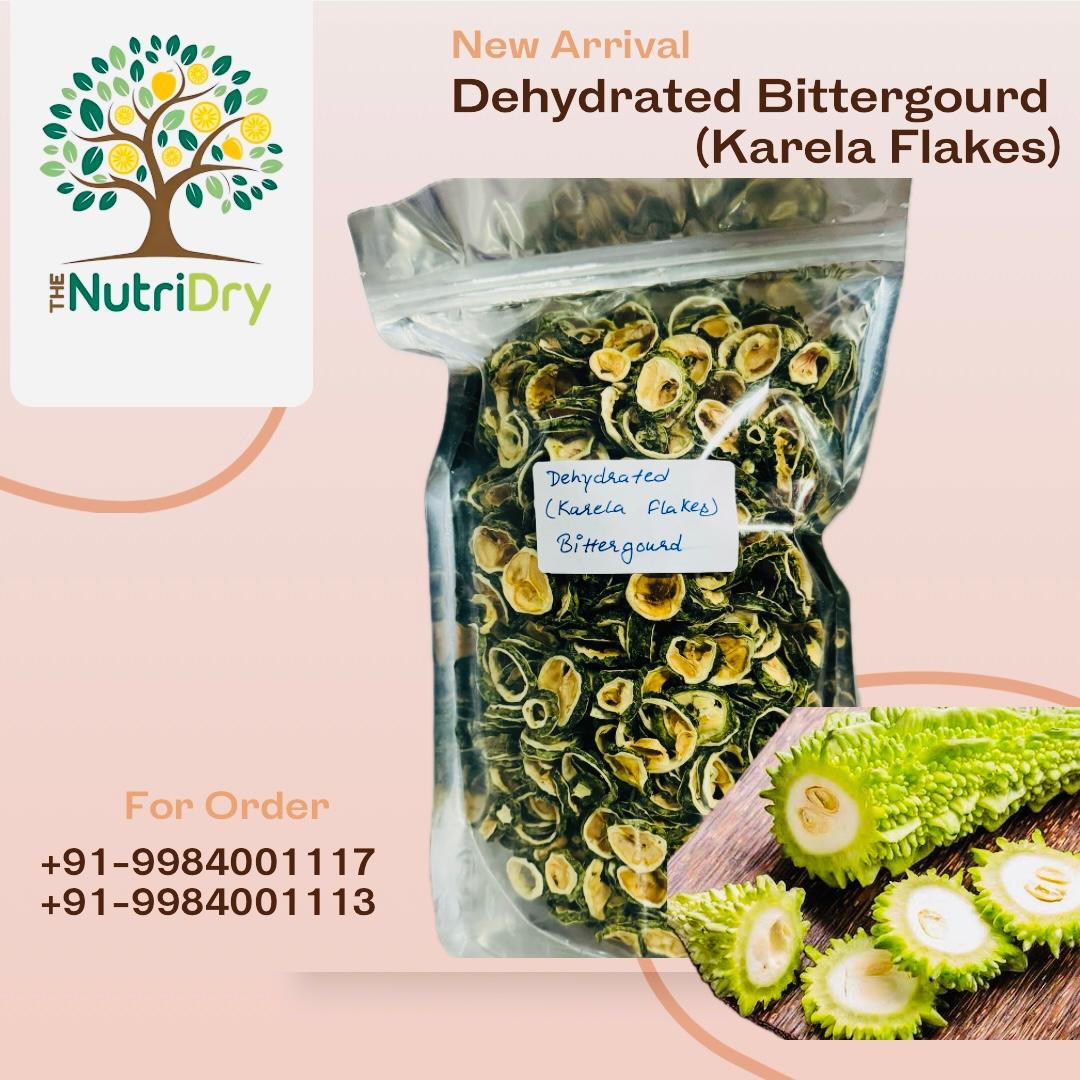 THE NutriDry
New Arrival
Dehydrated Bittergourd
(Karela Flakes)
Dehydrated
(Karela Flakes)
Bittergourd
For Order
+91-9984001117
+91-9984001113